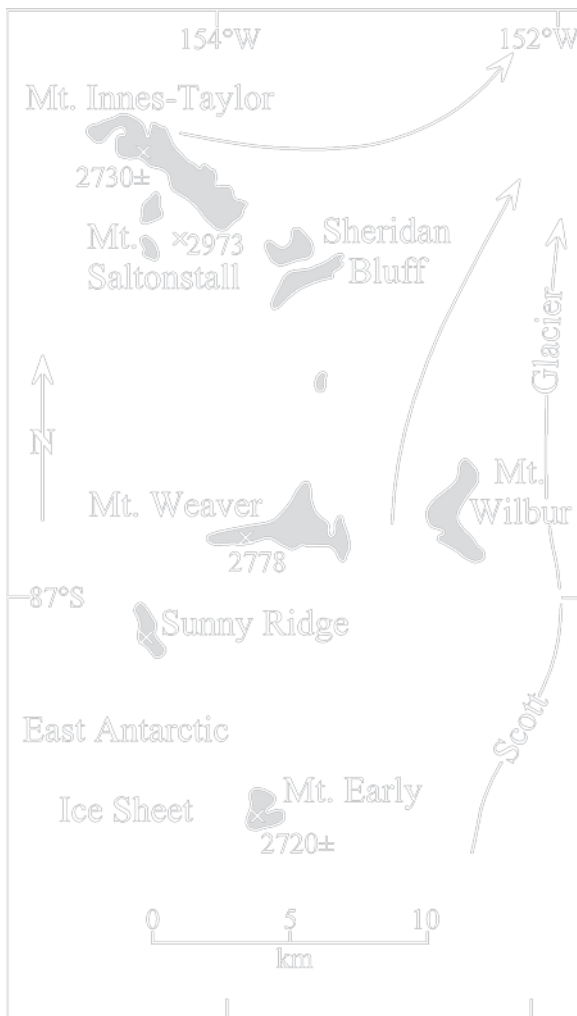 154°W
152°W
Mt. Innes-Taylor
2730±
Mt.
Saltonstall
2973
Sheridan
Bluff
Glacier
N
Mt. Weaver
2778
Mt.
Wilbur
87°S
Sunny Ridge
East Antarctic
Ice Sheet
Scott
Mt. Early
2720±
0 5 10
km